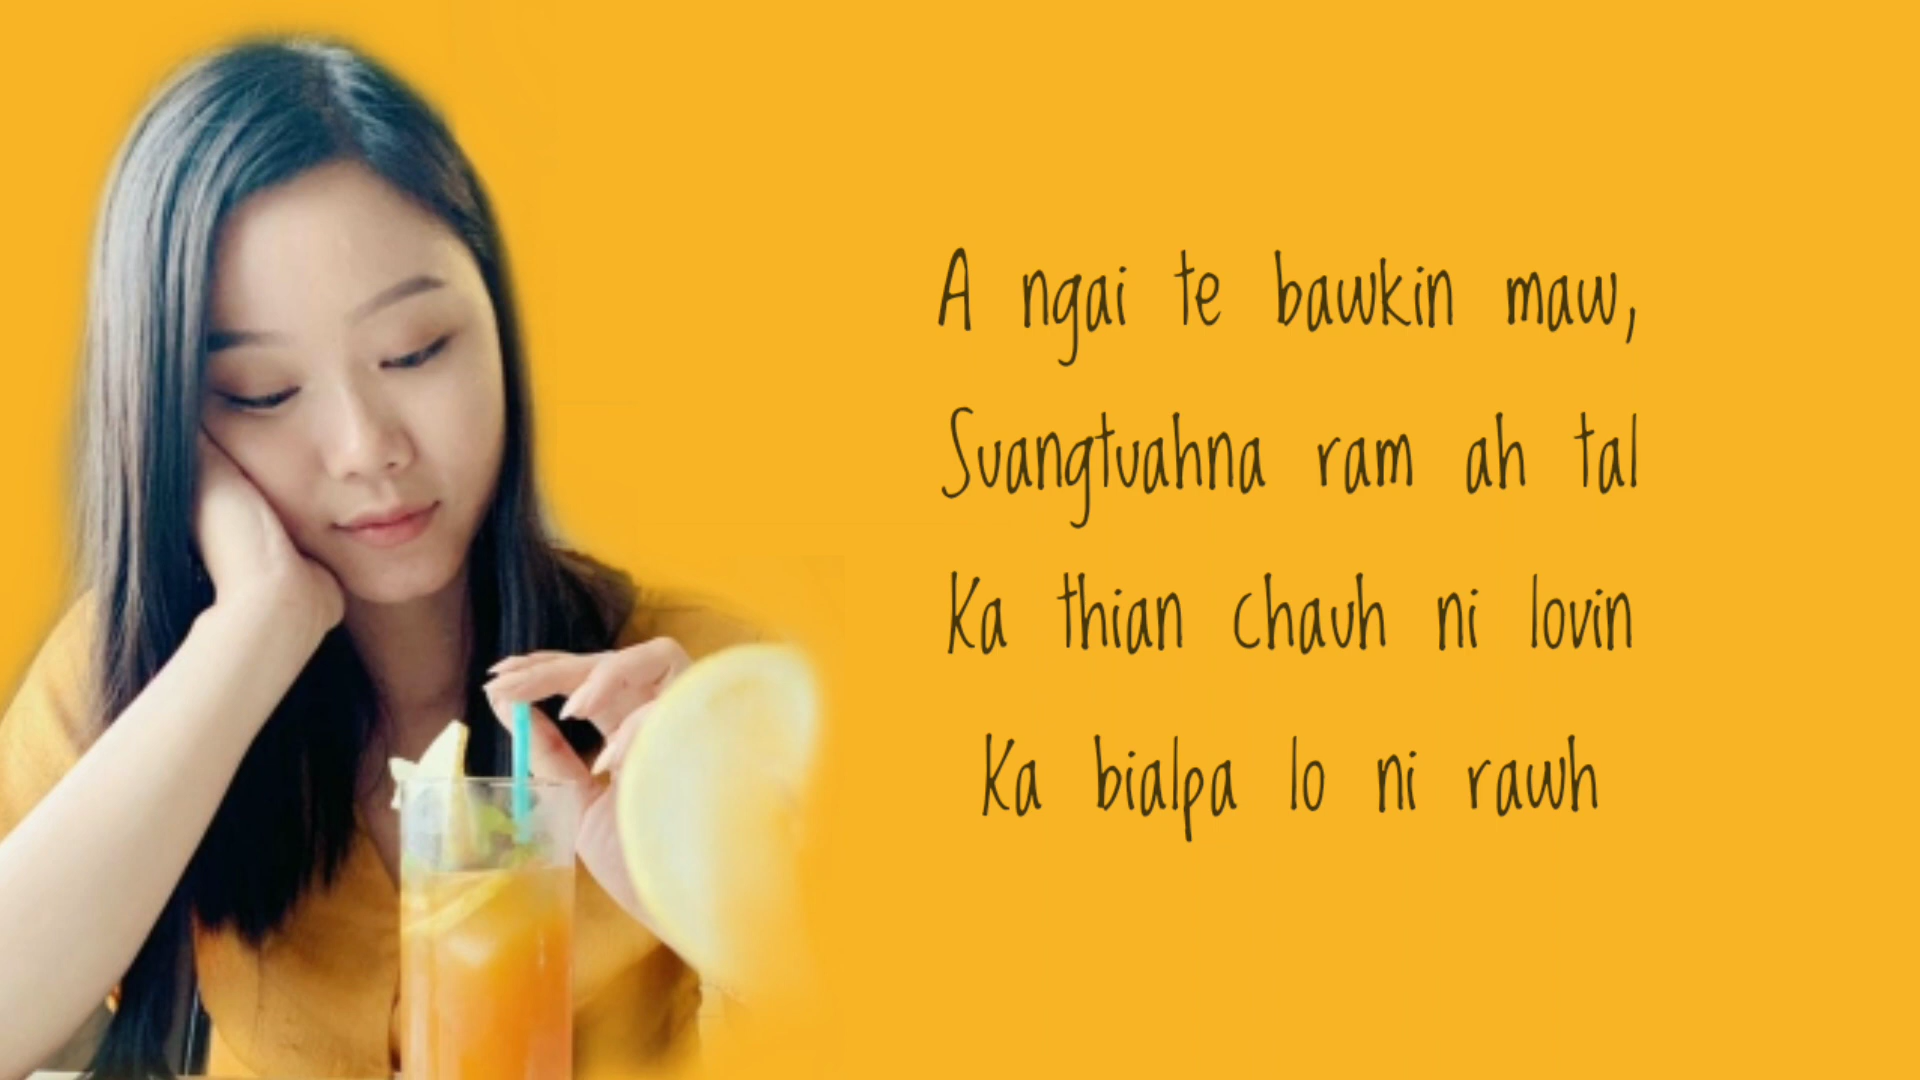 A ngai te bawkin maw,
Suangtuahna ram ah tal
Ka thian chauh ni lovin
Ka bialpa lo ni rawh